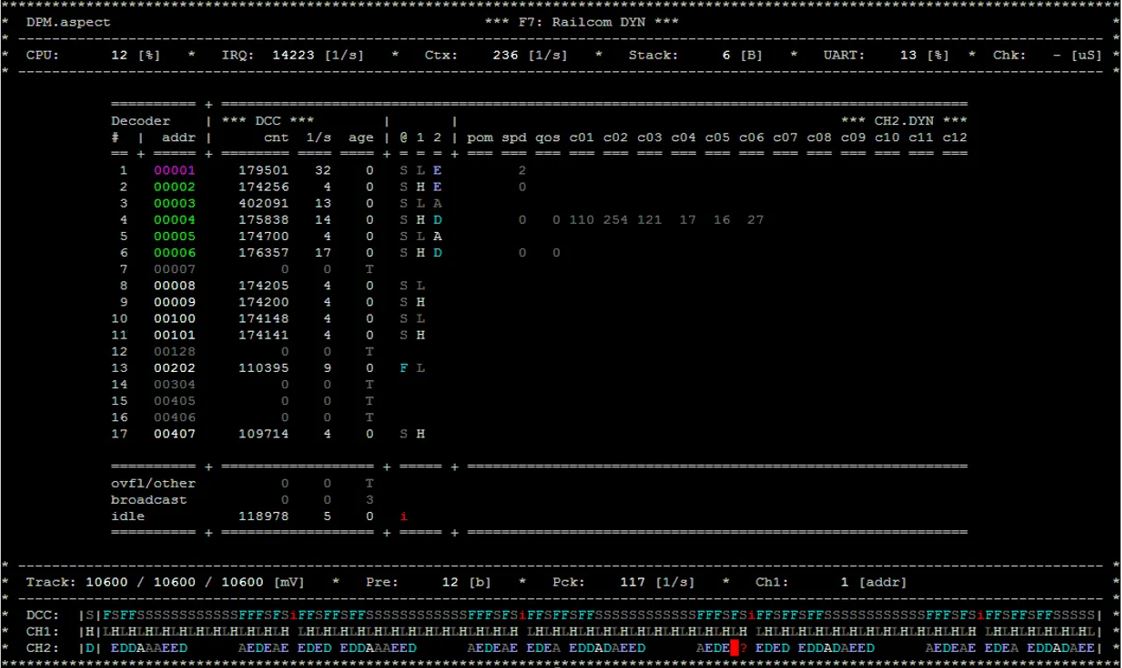 *************************************************************************************************************************************
* DPM.aspect *** F7: Railcom DYN *** *
* -------------------------------------------------------------------------------------------------------------------------------- *
* CPU: 12 [%] * IRQ: 14223 [1/s] * Ctx: 236 [1/s] * Stack: 6 [B] * UART: 13 [%] * Chk: - [uS] *
* -------------------------------------------------------------------------------------------------------------------------------- *
========== + ========================================================================================
Decoder | *** DCC *** | | *** CH2.DYN ***
# | addr | cnt 1/s age | @ 1 2 | pom spd qos c01 c02 c03 c04 c05 c06 c07 c08 c09 c10 c11 c12
== + ===== + ======== ==== ==== + = = = + === === === === === === === === === === === === === === ===
1 00001 179501 32 0 S L E 2
2 00002 174256 4 0 S H E 0
3 00003 402091 13 0 S L A
4 00004 175838 14 0 S H D 0 0 110 254 121 17 16 27
5 00005 174700 4 0 S L A
6 00006 176357 17 0 S H D 0 0
7 00007 0 0 T
8 00008 174205 4 0 S L
9 00009 174200 4 0 S H
10 00100 174148 4 0 S L
11 00101 174141 4 0 S H
12 00128 0 0 T
13 00202 110395 9 0 F L
14 00304 0 0 T
15 00405 0 0 T
16 00406 0 0 T
17 00407 109714 4 0 S H
========== + ================== + ===== + ===========================================================
ovfl/other 0 0 T
broadcast 0 0 3
idle 118978 5 0 i
========== + ================== + ===== + ===========================================================
* -------------------------------------------------------------------------------------------------------------------------------- *
* Track: 10600 / 10600 / 10600 [mV] * Pre: 12 [b] * Pck: 117 [1/s] * Ch1: 1 [addr] *
* -------------------------------------------------------------------------------------------------------------------------------- *
* DCC: |S|FSFFSSSSSSSSSSSSFFFSFSiFFSFFSFFSSSSSSSSSSSSFFFSFSiFFSFFSFFSSSSSSSSSSSSFFFSFSiFFSFFSFFSSSSSSSSSSSSFFFSFSiFFSFFSFFSSSSS| *
* CH1: |H|LHLHLHLHLHLHLHLHLHLHLH LHLHLHLHLHLHLHLHLHLHLHLHLH LHLHLHLHLHLHLHLHLHLHLHLHLH LHLHLHLHLHLHLHLHLHLHLHLHLH LHLHLHLHLHLHL| *
* CH2: |D| EDDAAAEED AEDEAE EDED EDDAAAEED AEDEAE EDEA EDDADAEED AEDE ? EDED EDDADAEED AEDEAE EDEA EDDADAEE| *
*************************************************************************************************************************************